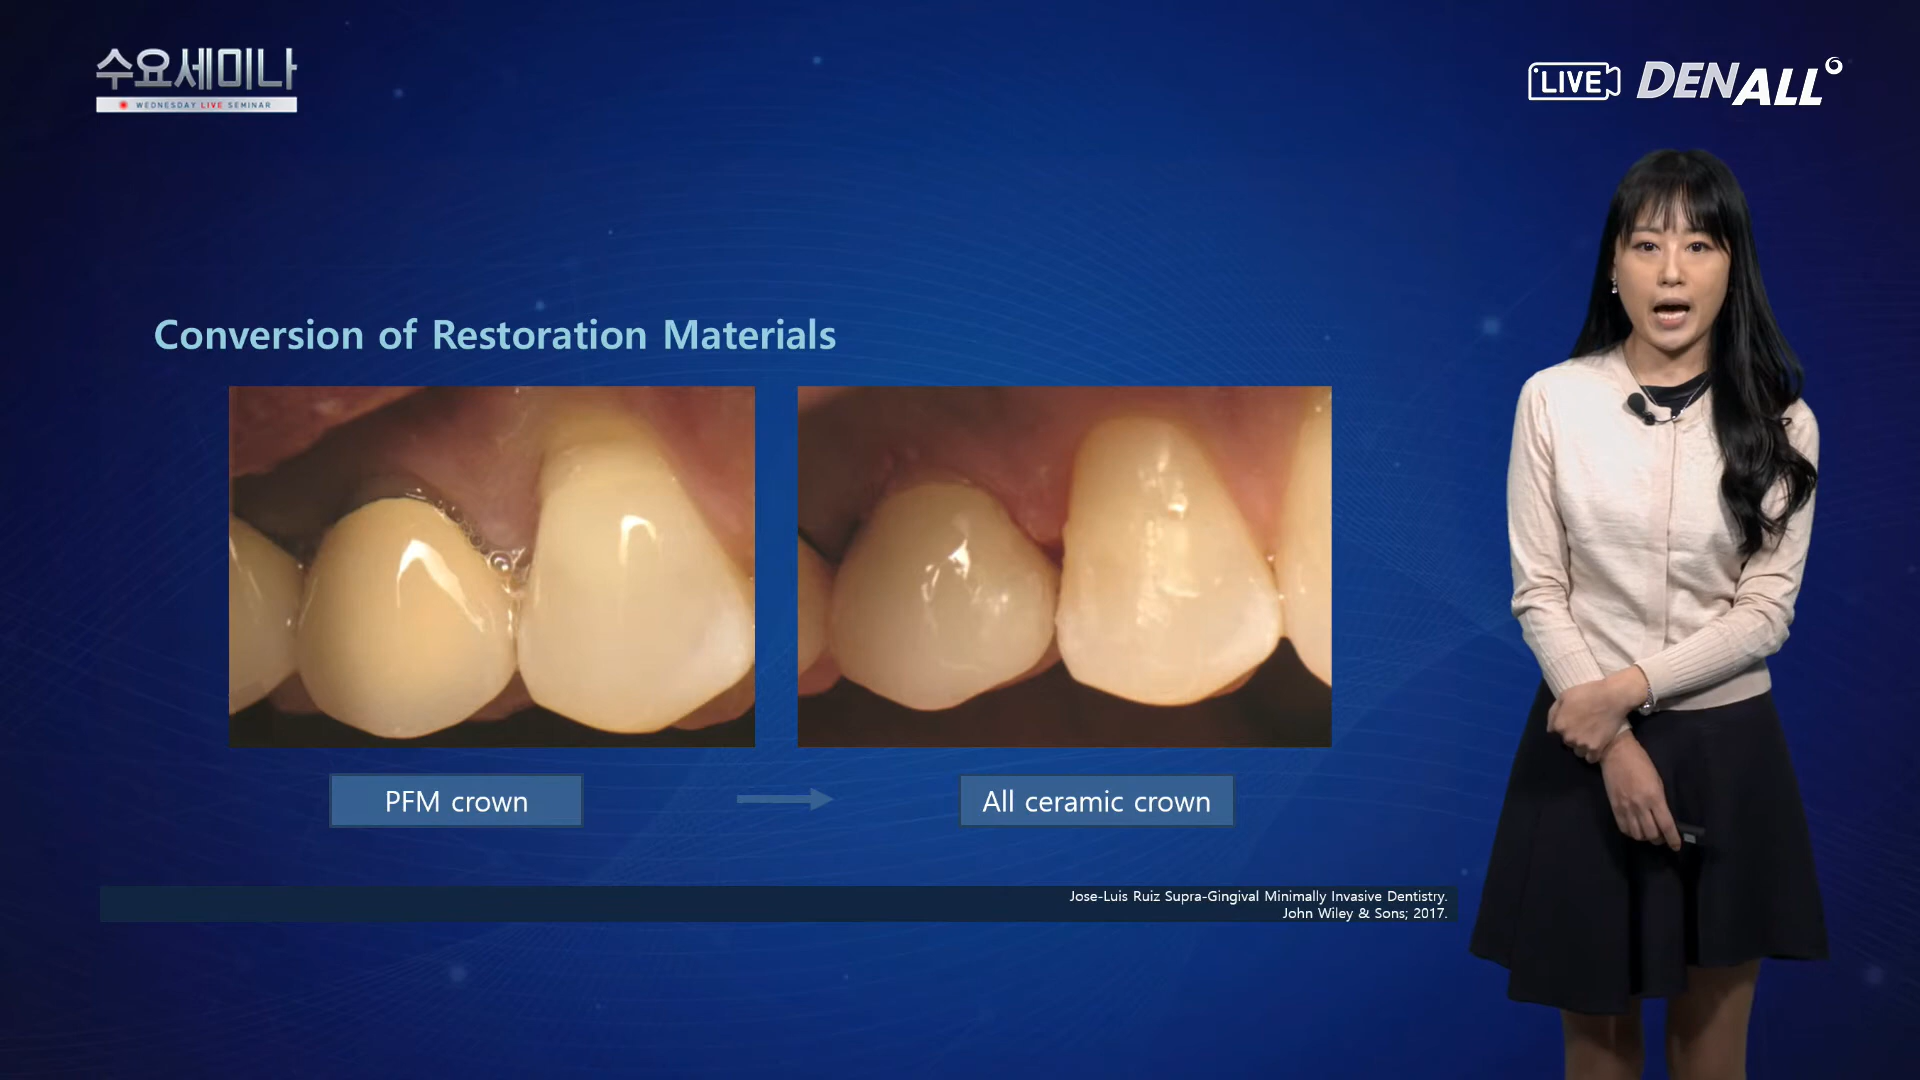 수요세미나
WEDNESDAY LIVE SEMINAR
LIVE DENALL
Conversion of Restoration Materials
PFM crown
All ceramic crown
Jose-Luis Ruiz Supra-Gingival Minimally Invasive Dentistry.
John Wiley & Sons; 2017.